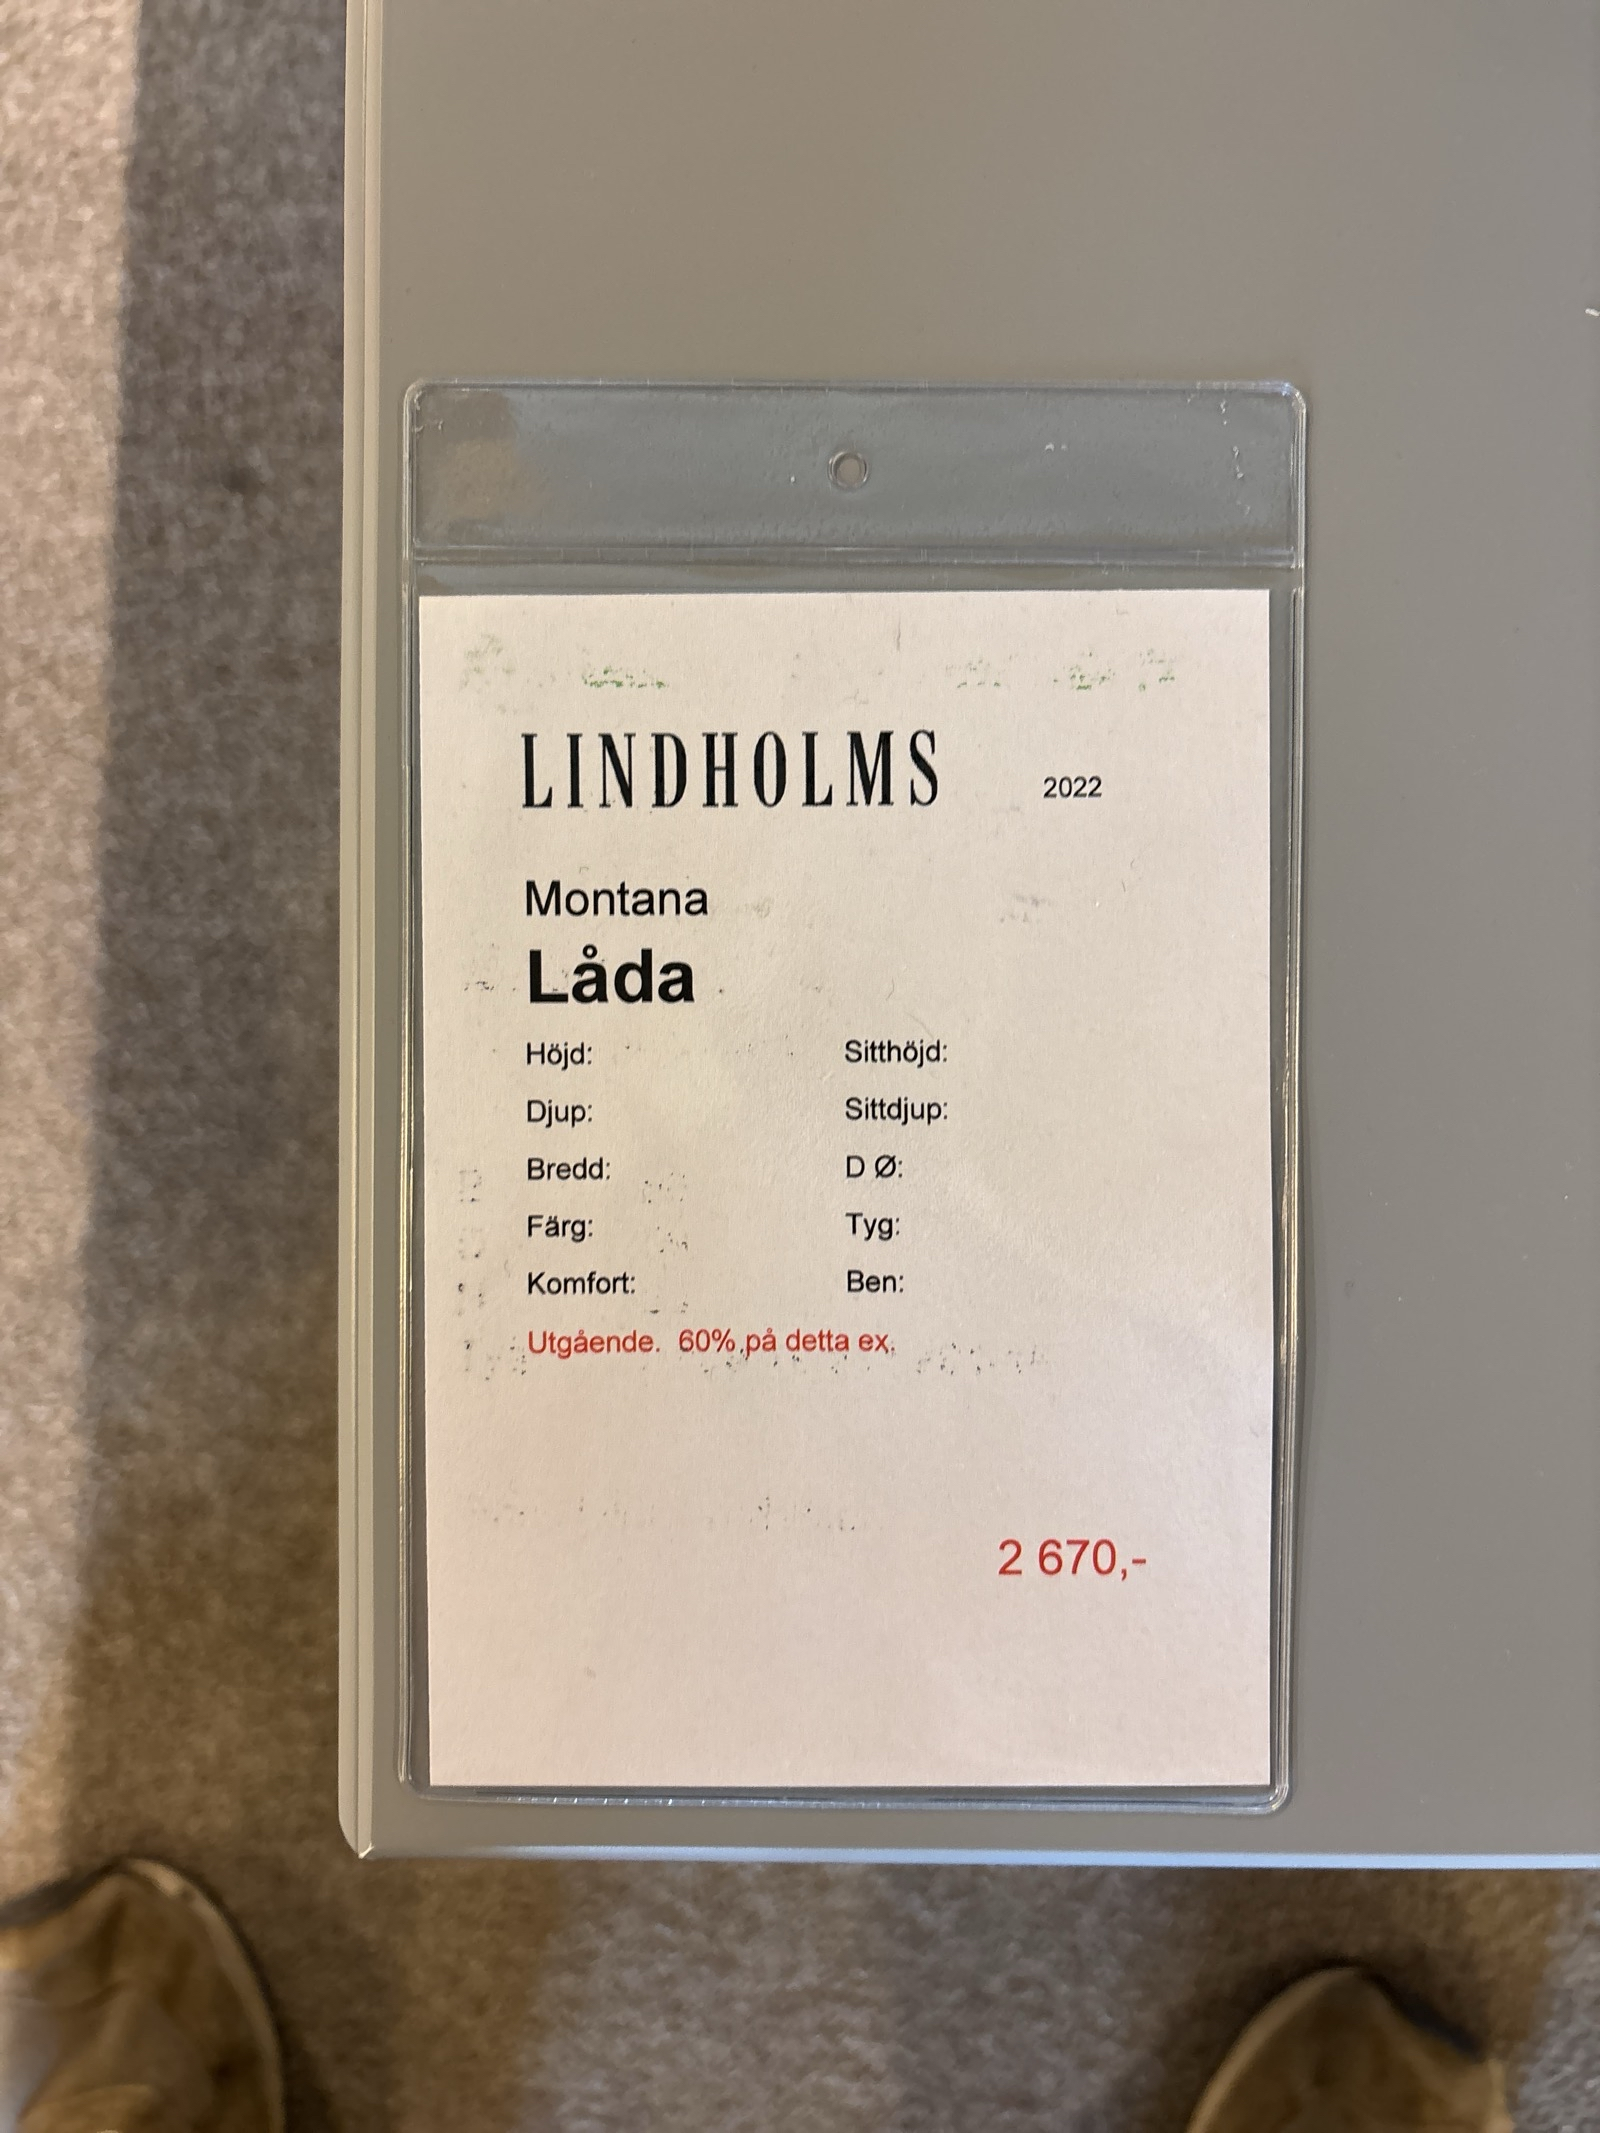 LINDHOLMS 2022
Montana
Låda
Höjd: Sitthöjd:
Djup: Sittdjup:
Bredd: D Ø:
Färg: Tyg:
Komfort: Ben:
Utgående. 60% på detta ex.
2 670,-